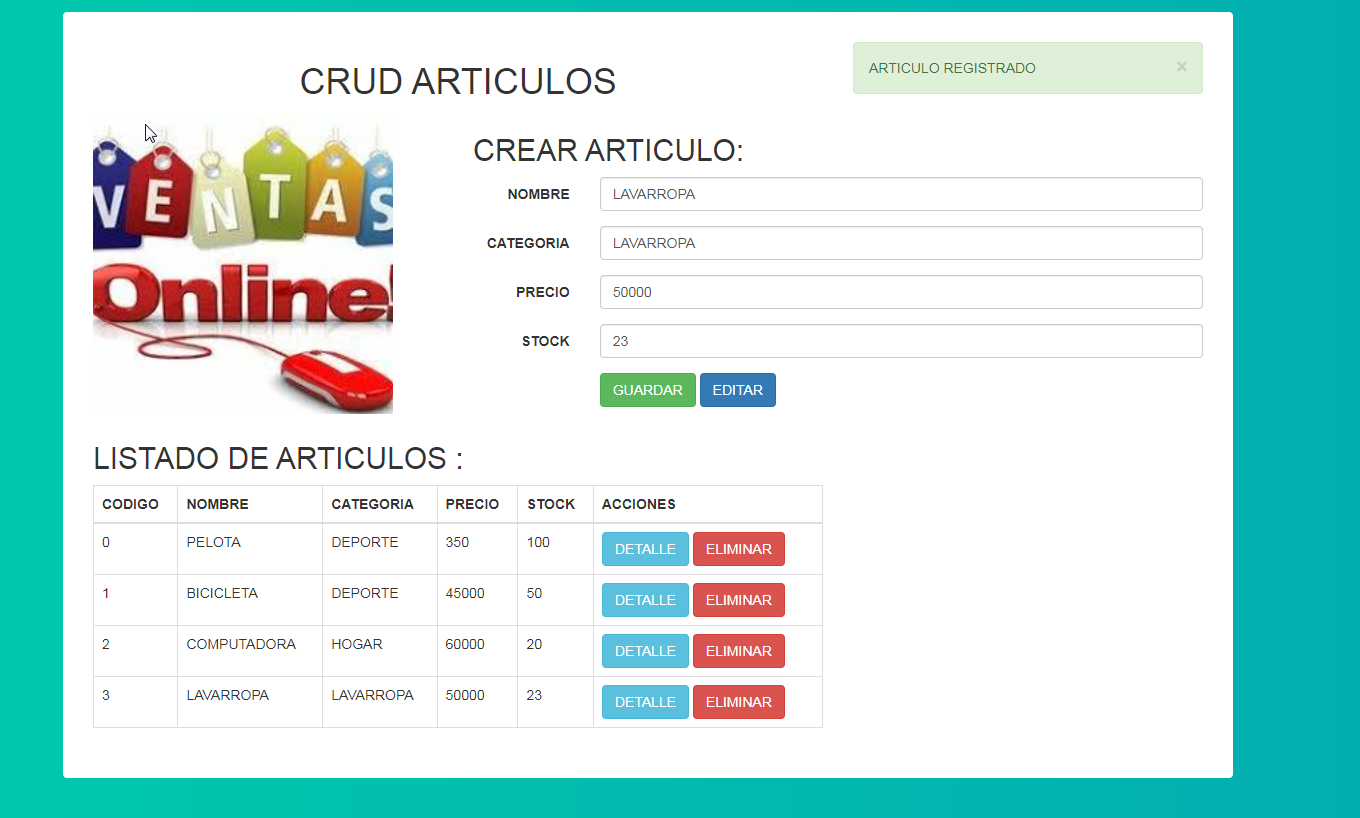 CRUD ARTICULOS
ARTICULO REGISTRADO ×
VENTAS
Online!
CREAR ARTICULO:
NOMBRE LAVARROPA
CATEGORIA LAVARROPA
PRECIO 50000
STOCK 23
GUARDAR EDITAR
LISTADO DE ARTICULOS :
CODIGO NOMBRE CATEGORIA PRECIO STOCK ACCIONES
0 PELOTA DEPORTE 350 100 DETALLE ELIMINAR
1 BICICLETA DEPORTE 45000 50 DETALLE ELIMINAR
2 COMPUTADORA HOGAR 60000 20 DETALLE ELIMINAR
3 LAVARROPA LAVARROPA 50000 23 DETALLE ELIMINAR